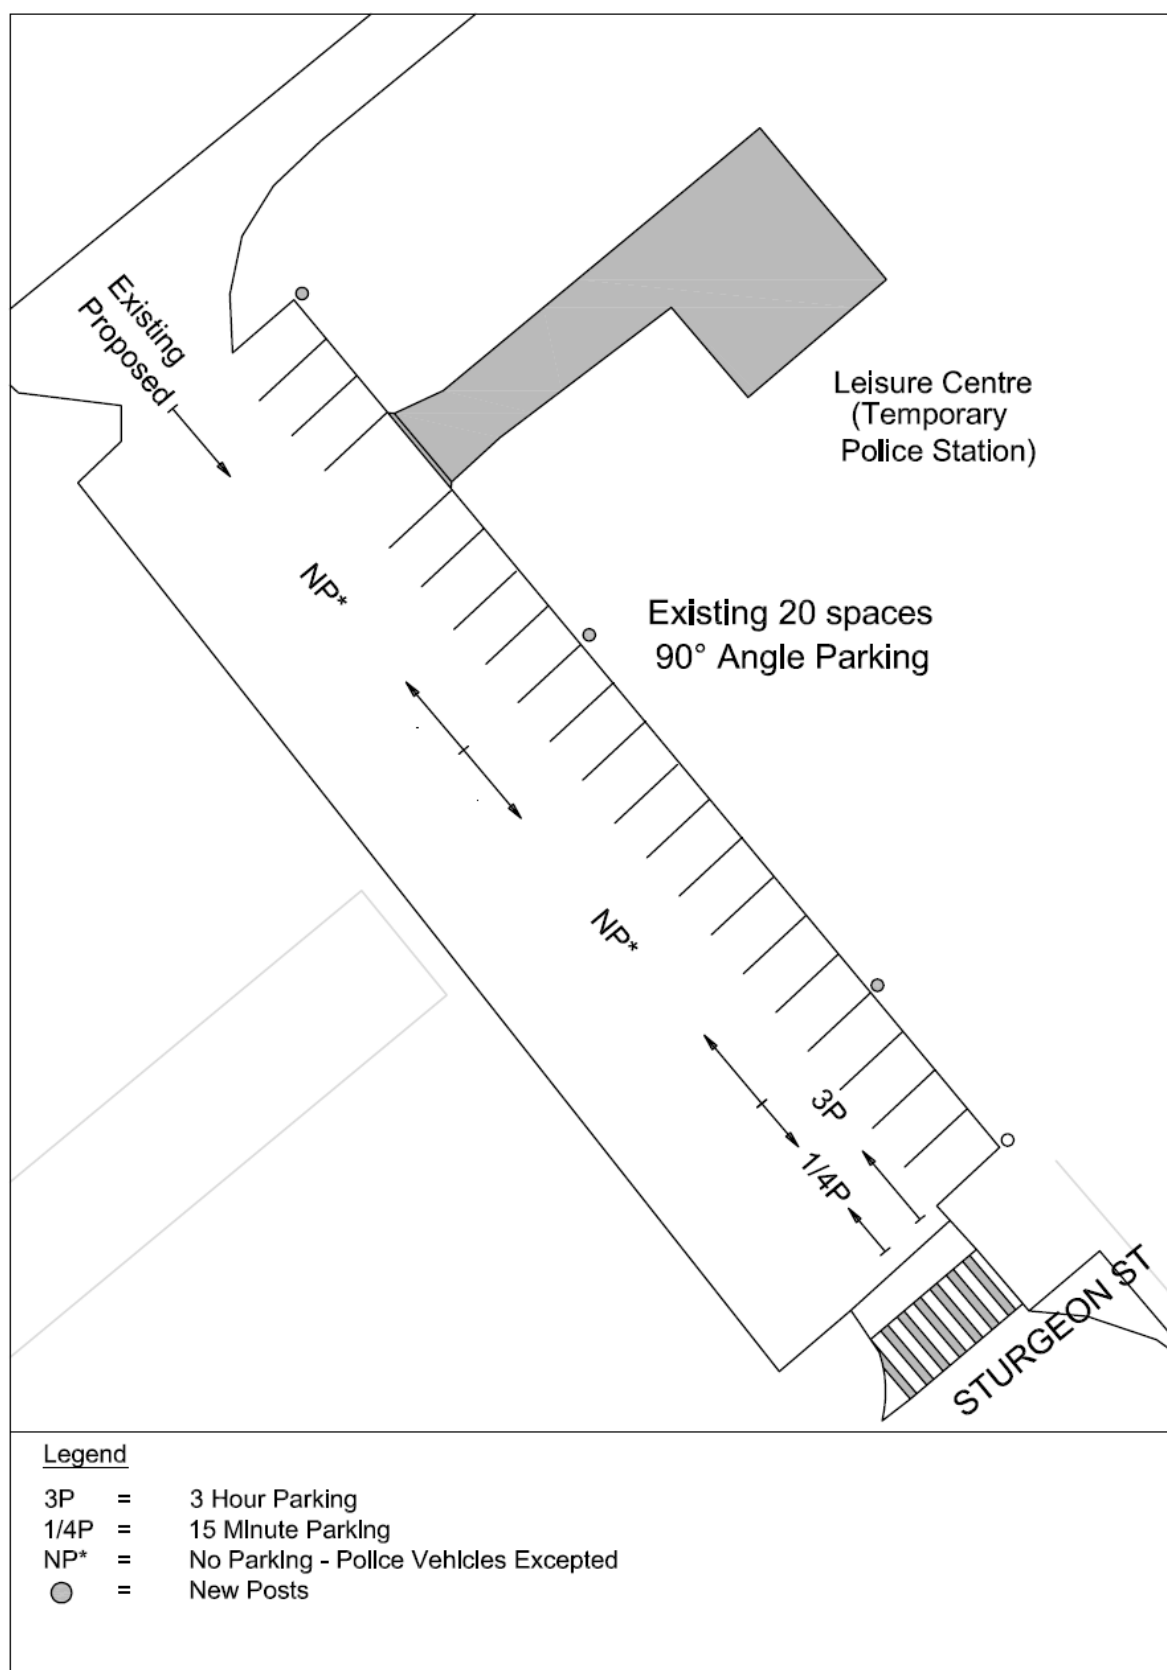 Existing
Proposed
Leisure Centre
(Temporary
Police Station)
NP*
Existing 20 spaces
90° Angle Parking
NP*
3P
1/4P
STURGEON ST
Legend
3P = 3 Hour Parking
1/4P = 15 Minute Parking
NP* = No Parking - Police Vehicles Excepted
= New Posts